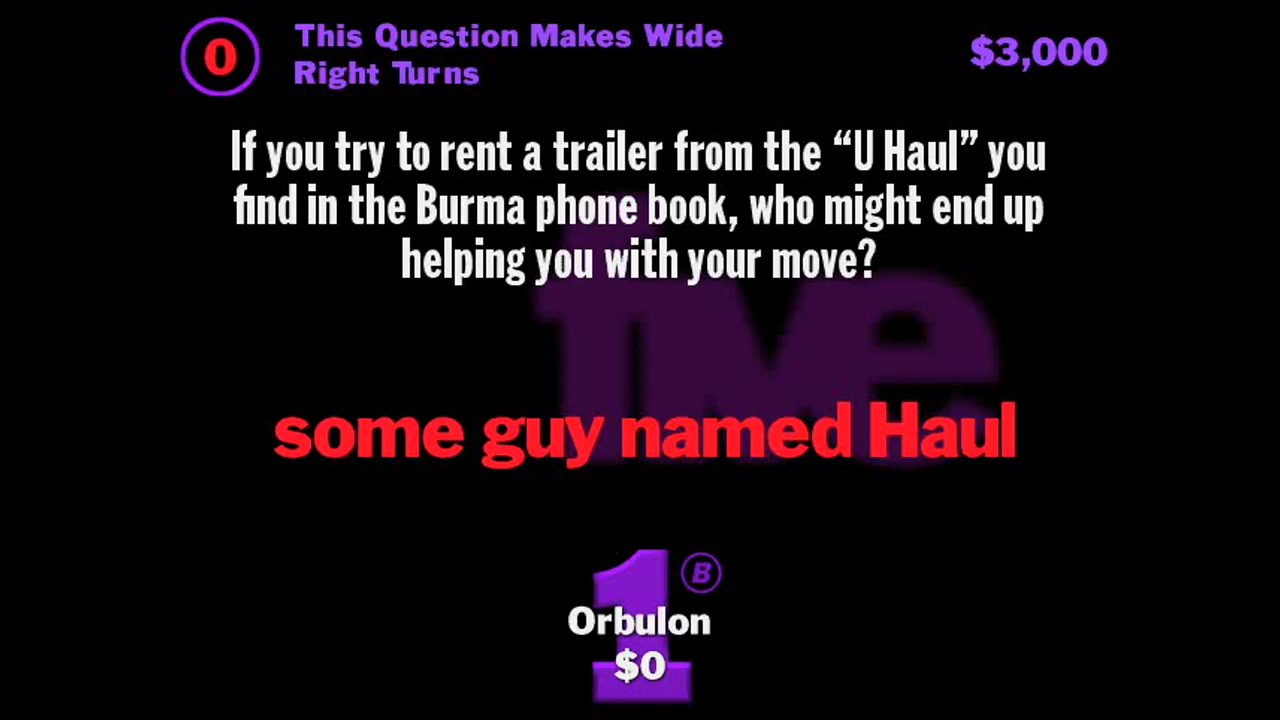 0
This Question Makes Wide
Right Turns
$3,000
If you try to rent a trailer from the “U Haul” you
find in the Burma phone book, who might end up
helping you with your move?
five
some guy named Haul
1
B
Orbulon
$0